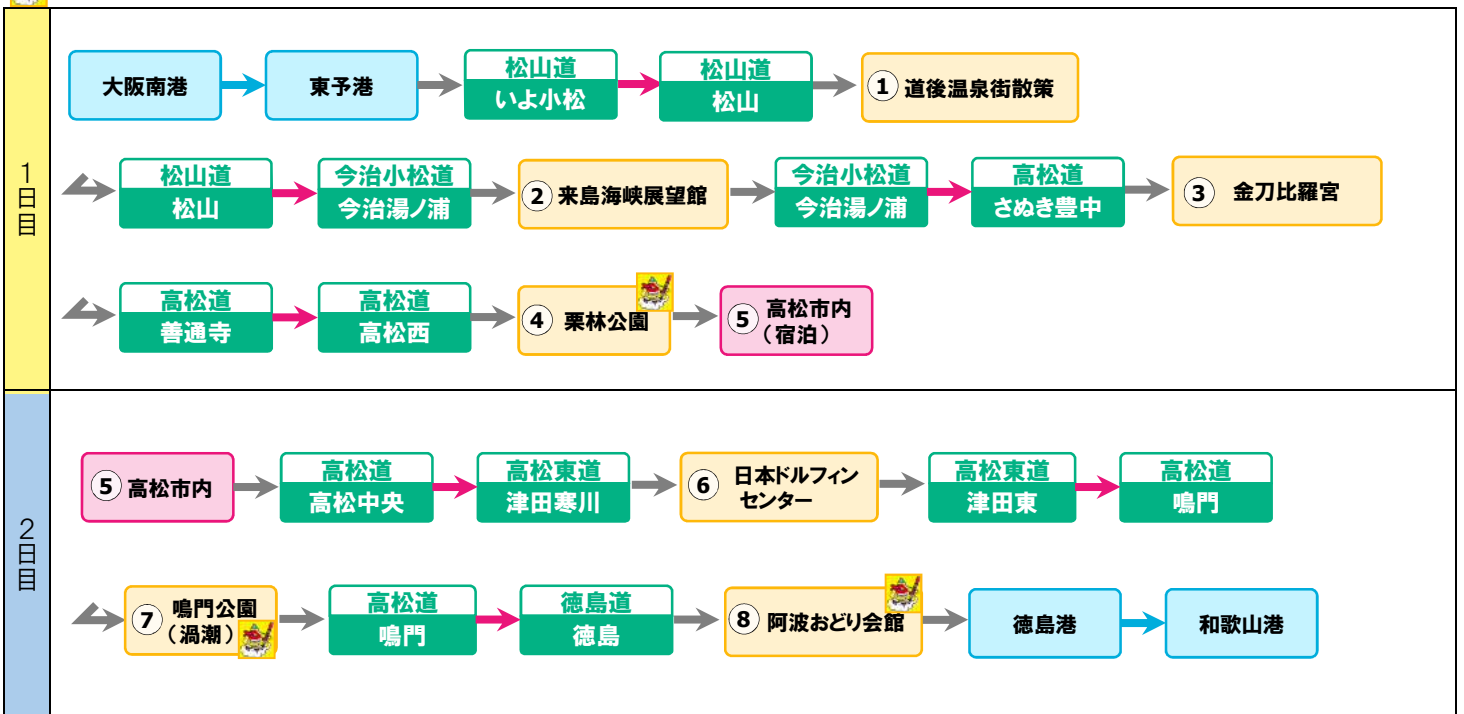 1日目
大阪南港
東予港
松山道
いよ小松
松山道
松山
① 道後温泉街散策
松山道
松山
今治小松道
今治湯ノ浦
② 来島海峡展望館
今治小松道
今治湯ノ浦
高松道
さぬき豊中
③ 金刀比羅宮
高松道
善通寺
高松道
高松西
④ 栗林公園
⑤ 高松市内
（宿泊）
2日目
⑤ 高松市内
高松道
高松中央
高松東道
津田寒川
⑥ 日本ドルフィン
センター
高松東道
津田東
高松道
鳴門
⑦ 鳴門公園
（渦潮）
高松道
鳴門
徳島道
徳島
⑧ 阿波おどり会館
徳島港
和歌山港